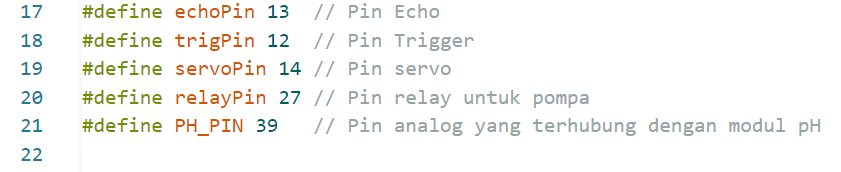 17 #define echoPin 13 // Pin Echo
18 #define trigPin 12 // Pin Trigger
19 #define servoPin 14 // Pin servo
20 #define relayPin 27 // Pin relay untuk pompa
21 #define PH_PIN 39 // Pin analog yang terhubung dengan modul pH
22